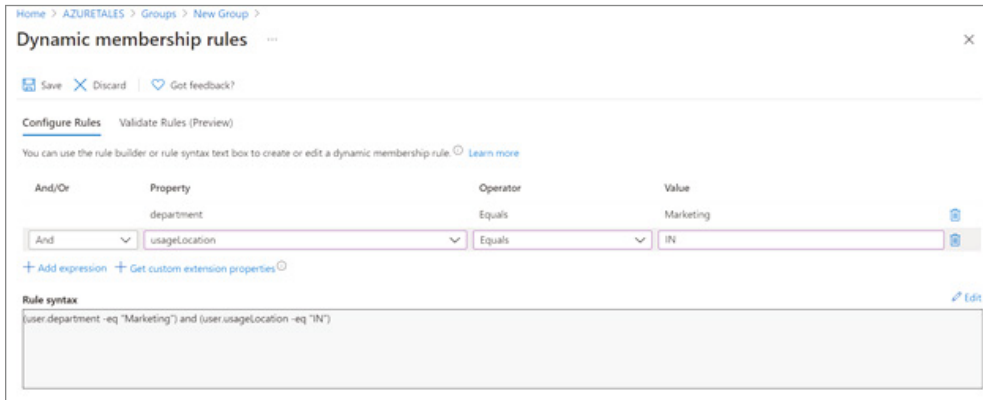 Home > AZURETALES > Groups > New Group >
Dynamic membership rules ...
Save Discard Got feedback?
Configure Rules Validate Rules (Preview)
You can use the rule builder or rule syntax text box to create or edit a dynamic membership rule. Learn more
And/Or Property Operator Value
department Equals Marketing
And usageLocation Equals IN
+ Add expression + Get custom extension properties
Rule syntax Edit
(user.department -eq "Marketing") and (user.usageLocation -eq "IN")